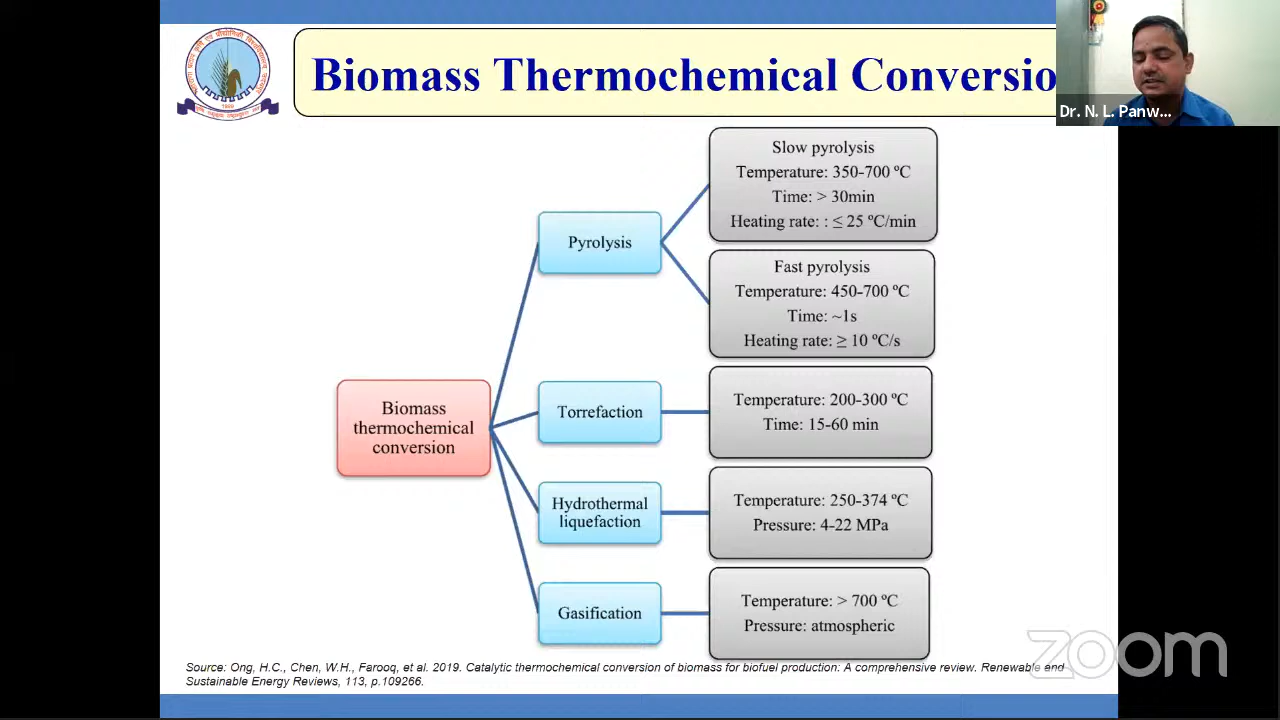 Biomass Thermochemical Conversio
Dr. N. L. Panw...
1999
Slow pyrolysis
Temperature: 350-700 ºC
Time: > 30min
Heating rate: : ≤ 25 ºC/min
Pyrolysis
Fast pyrolysis
Temperature: 450-700 ºC
Time: ~1s
Heating rate: ≥ 10 ºC/s
Biomass
thermochemical
conversion
Torrefaction
Temperature: 200-300 ºC
Time: 15-60 min
Hydrothermal
liquefaction
Temperature: 250-374 ºC
Pressure: 4-22 MPa
Gasification
Temperature: > 700 ºC
Pressure: atmospheric
zoom
Source: Ong, H.C., Chen, W.H., Farooq, et al. 2019. Catalytic thermochemical conversion of biomass for biofuel production: A comprehensive review. Renewable and
Sustainable Energy Reviews, 113, p.109266.